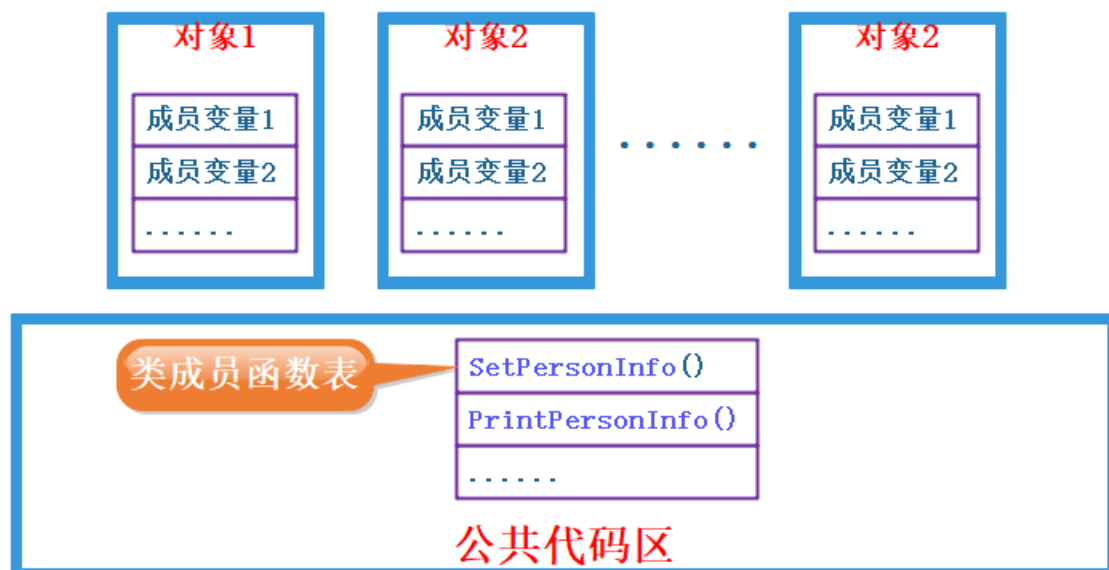 对象1
对象2
对象2
成员变量1
成员变量2
......
成员变量1
成员变量2
......
......
成员变量1
成员变量2
......
类成员函数表
SetPersonInfo()
PrintPersonInfo()
......
公共代码区